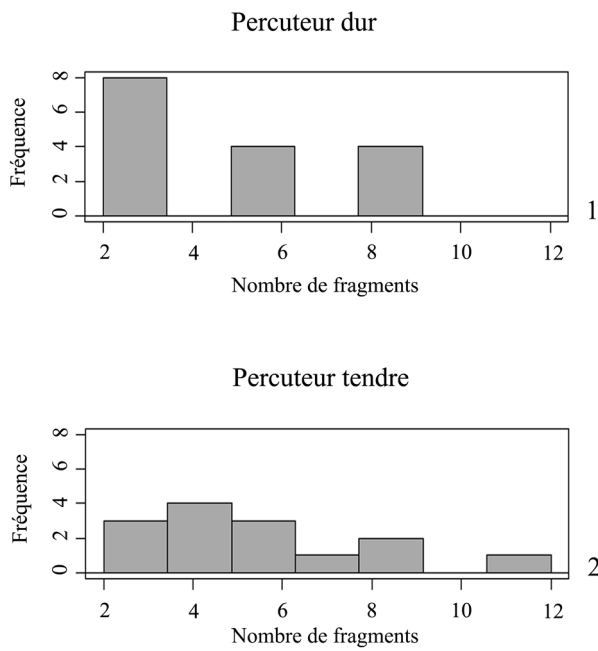 Percuteur dur
Fréquence
0 2 4 6 8
2 4 6 8 10 12
Nombre de fragments
1
Percuteur tendre
Fréquence
0 2 4 6 8
2 4 6 8 10 12
Nombre de fragments
2